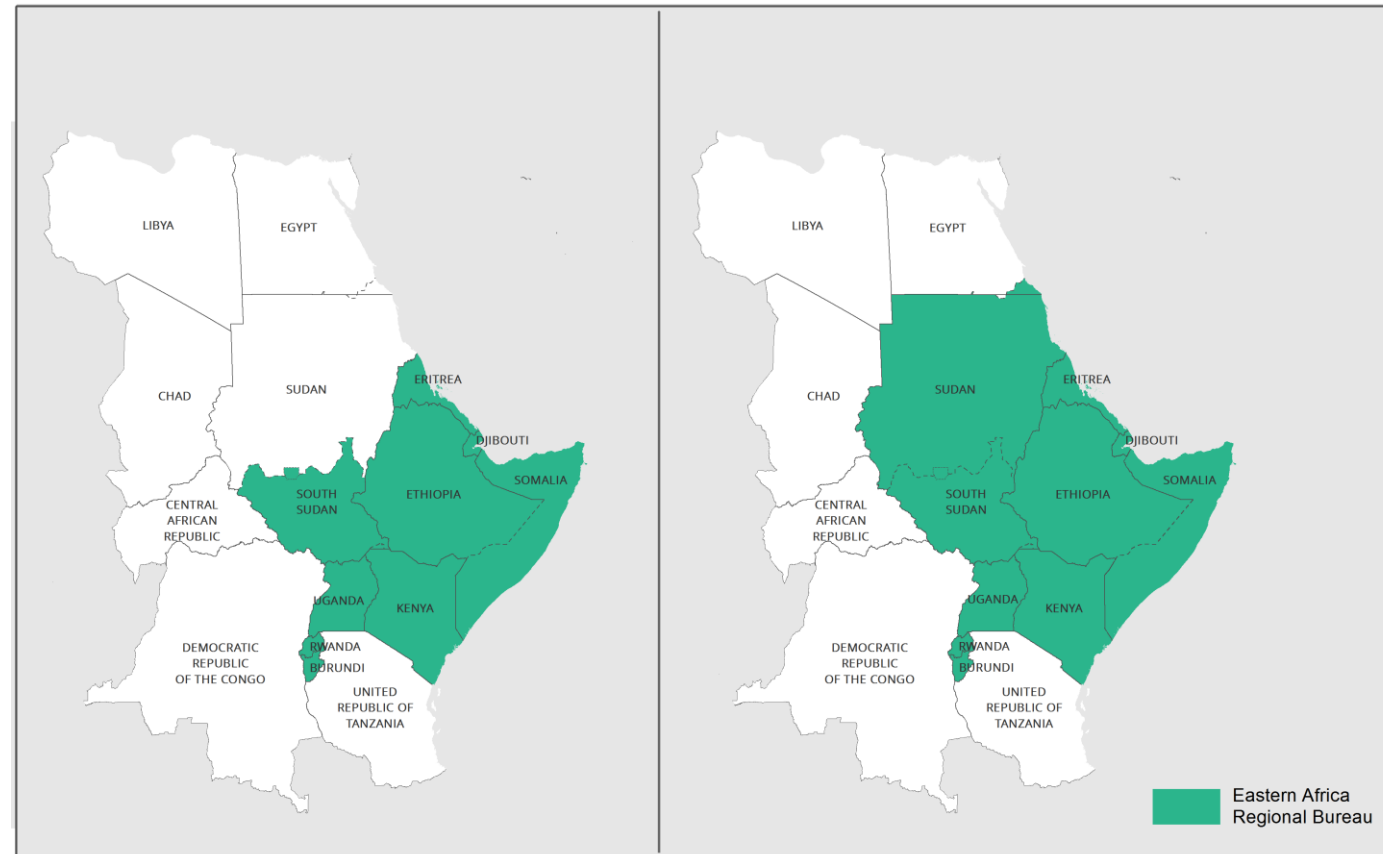 LIBYA
EGYPT
CHAD
SUDAN
ERITREA
DJIBOUTI
SOMALIA
ETHIOPIA
SOUTH
SUDAN
CENTRAL
AFRICAN
REPUBLIC
UGANDA
KENYA
RWANDA
BURUNDI
DEMOCRATIC
REPUBLIC
OF THE CONGO
UNITED
REPUBLIC OF
TANZANIA
LIBYA
EGYPT
CHAD
SUDAN
ERITREA
DJIBOUTI
SOMALIA
ETHIOPIA
SOUTH
SUDAN
CENTRAL
AFRICAN
REPUBLIC
UGANDA
KENYA
RWANDA
BURUNDI
DEMOCRATIC
REPUBLIC
OF THE CONGO
UNITED
REPUBLIC OF
TANZANIA
Eastern Africa
Regional Bureau